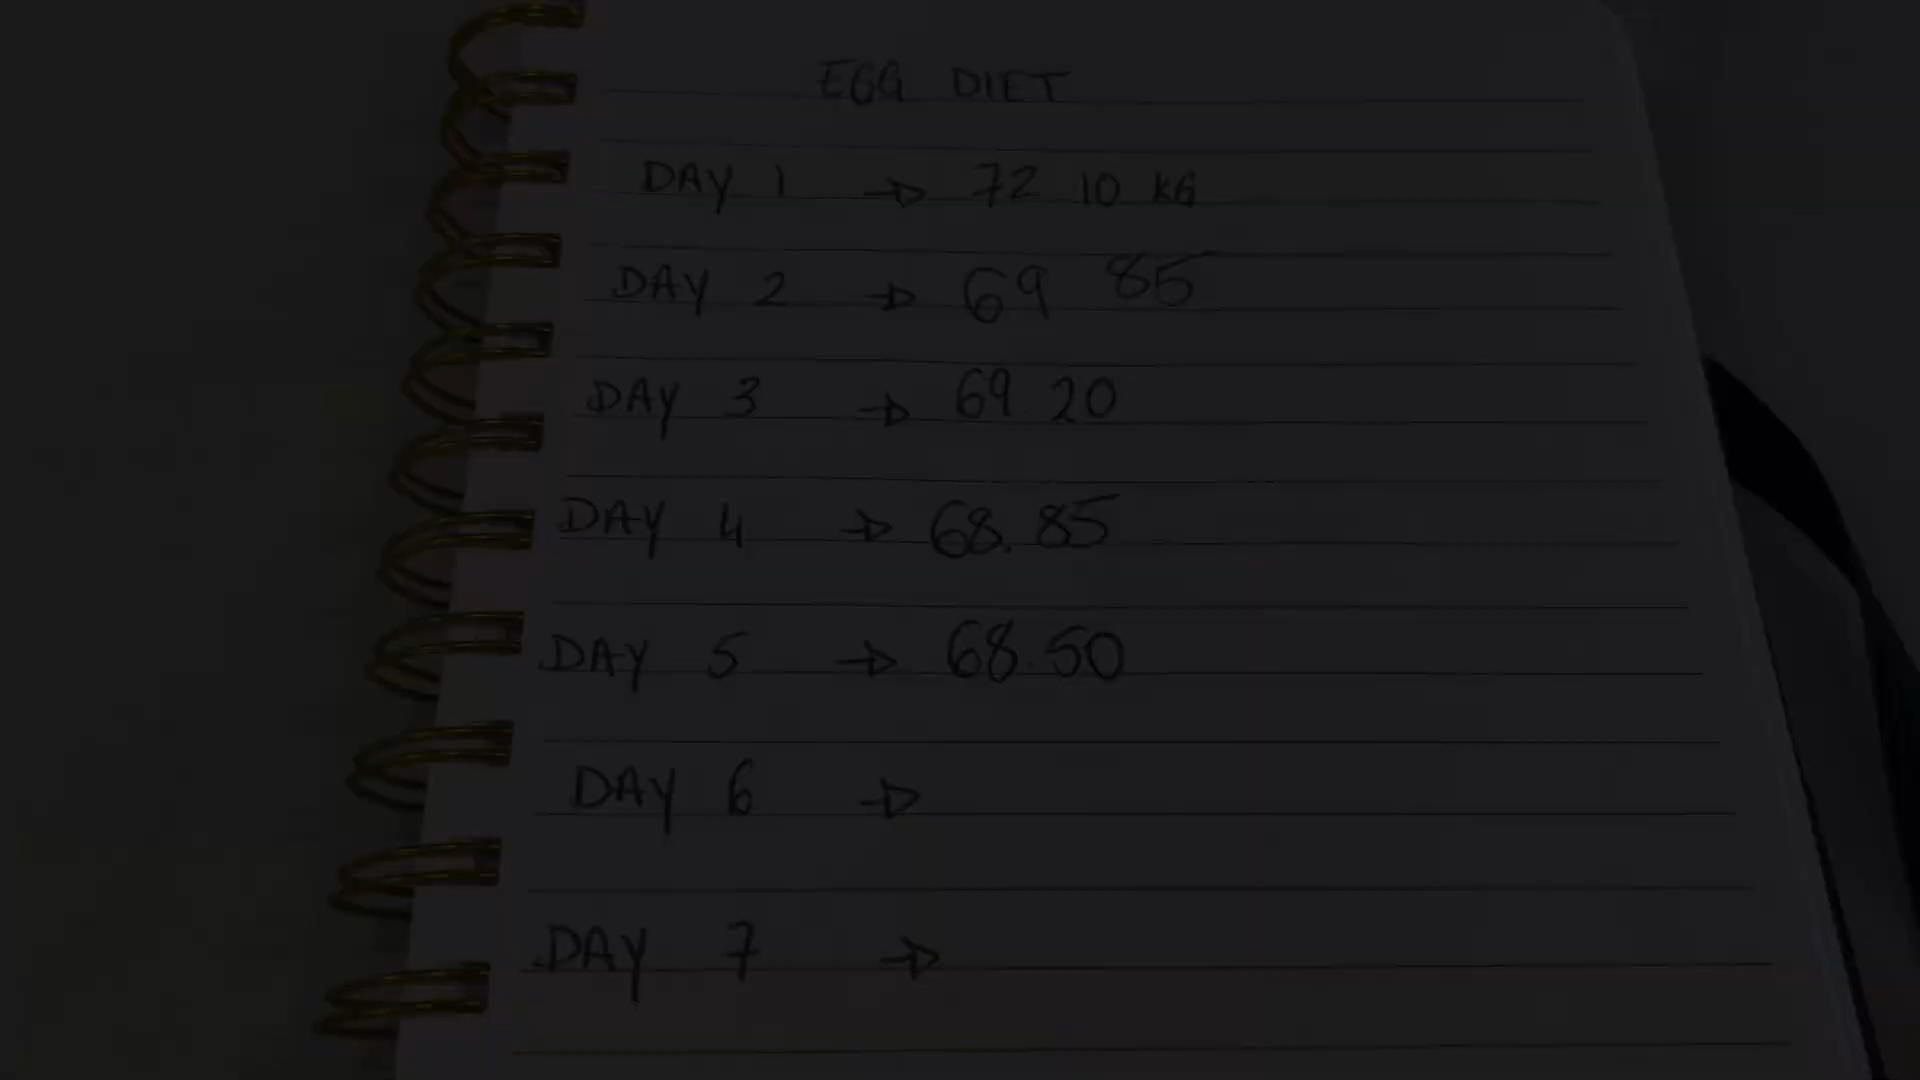 EGG DIET
DAY 1 → 72 10 KG
DAY 2 → 69 85
DAY 3 → 69 20
DAY 4 → 68.85
DAY 5 → 68.50
DAY 6 →
DAY 7 →